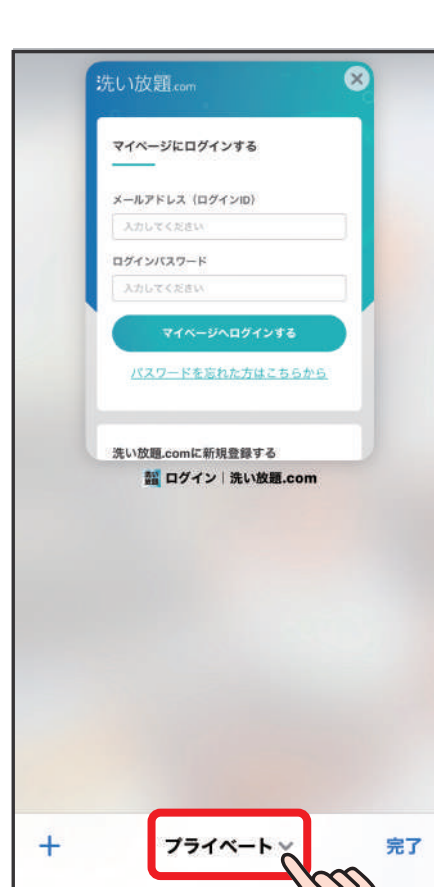 洗い放題.com
マイページにログインする
メールアドレス（ログインID）
入力してください
ログインパスワード
入力してください
マイページへログインする
パスワードを忘れた方はこちらから
洗い放題.comに新規登録する
洗い放題 ログイン｜洗い放題.com
プライベート
完了